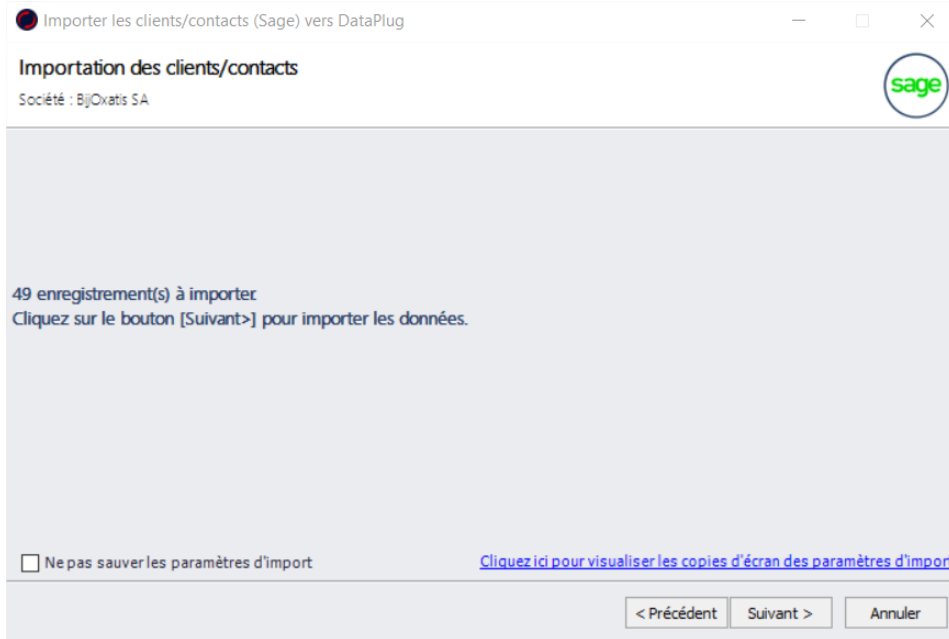 Importer les clients/contacts (Sage) vers DataPlug
Importation des clients/contacts
Société : BijOxatis SA
sage
49 enregistrement(s) à importer.
Cliquez sur le bouton [Suivant>] pour importer les données.
Ne pas sauver les paramètres d'import
Cliquez ici pour visualiser les copies d'écran des paramètres d'impor
< Précédent
Suivant >
Annuler